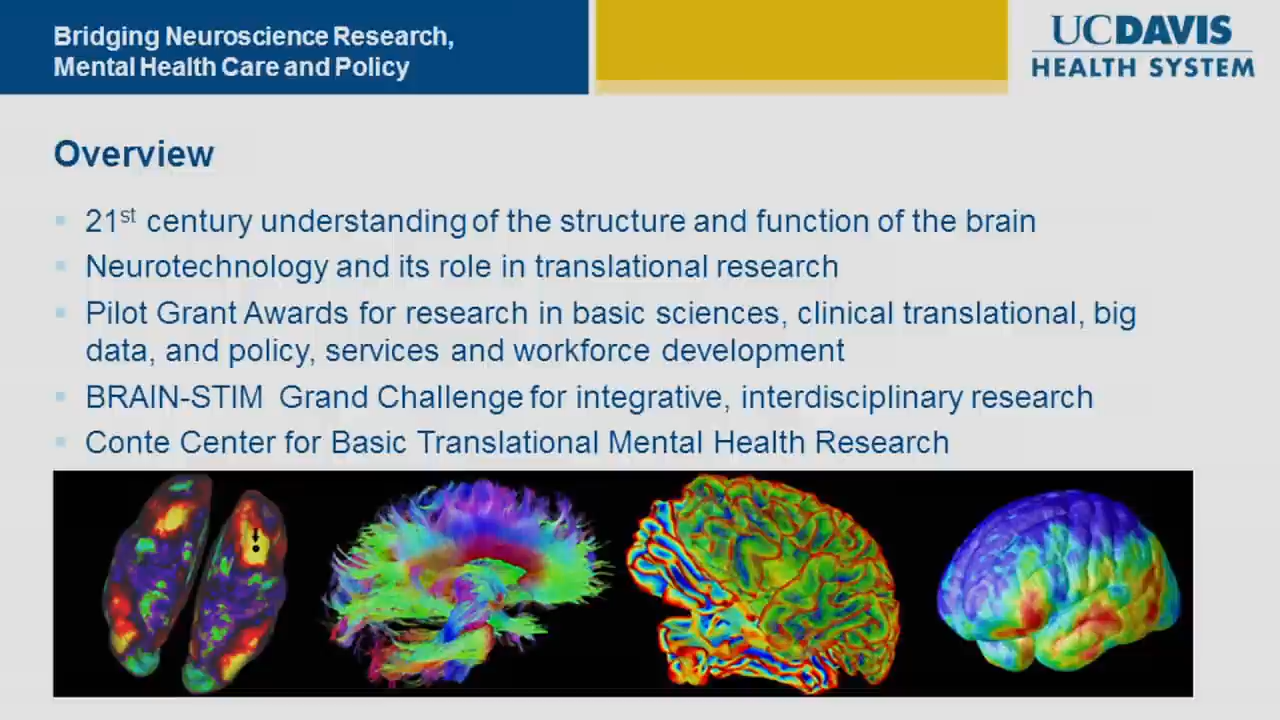 Bridging Neuroscience Research,
Mental Health Care and Policy
UCDAVIS
HEALTH SYSTEM
Overview
21st century understanding of the structure and function of the brain
Neurotechnology and its role in translational research
Pilot Grant Awards for research in basic sciences, clinical translational, big
data, and policy, services and workforce development
BRAIN-STIM Grand Challenge for integrative, interdisciplinary research
Conte Center for Basic Translational Mental Health Research